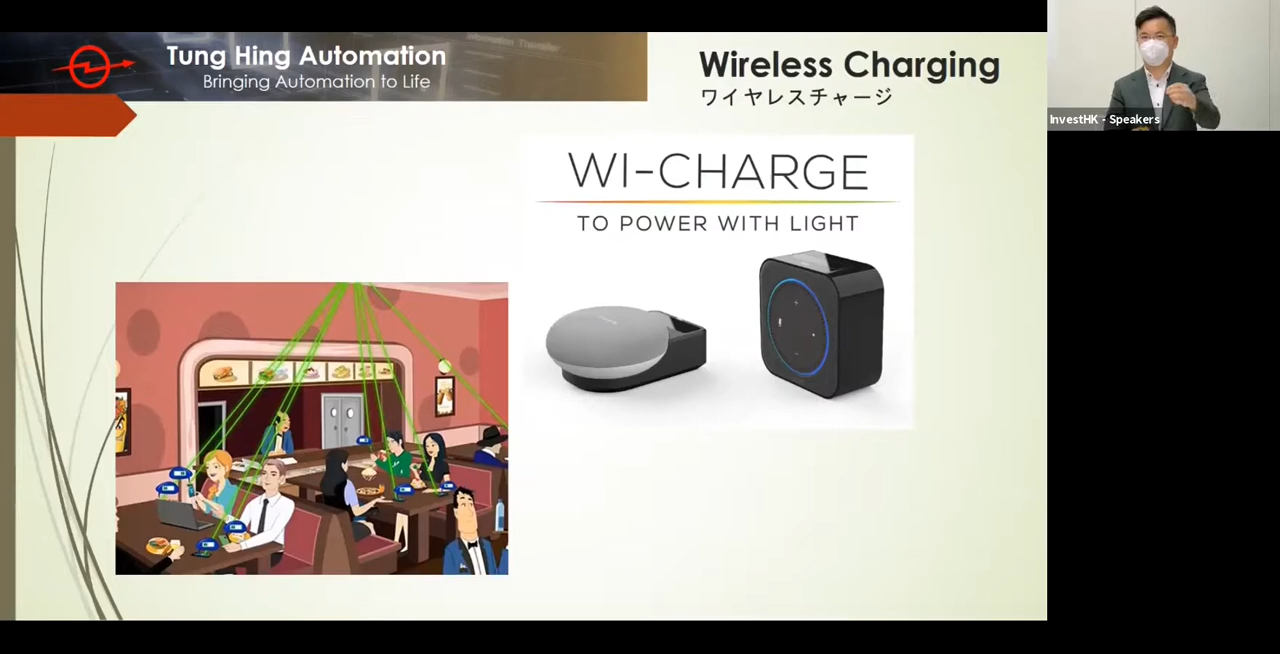 Tung Hing Automation
Bringing Automation to Life
Wireless Charging
ワイヤレスチャージ
InvestHK - Speakers
WI-CHARGE
TO POWER WITH LIGHT